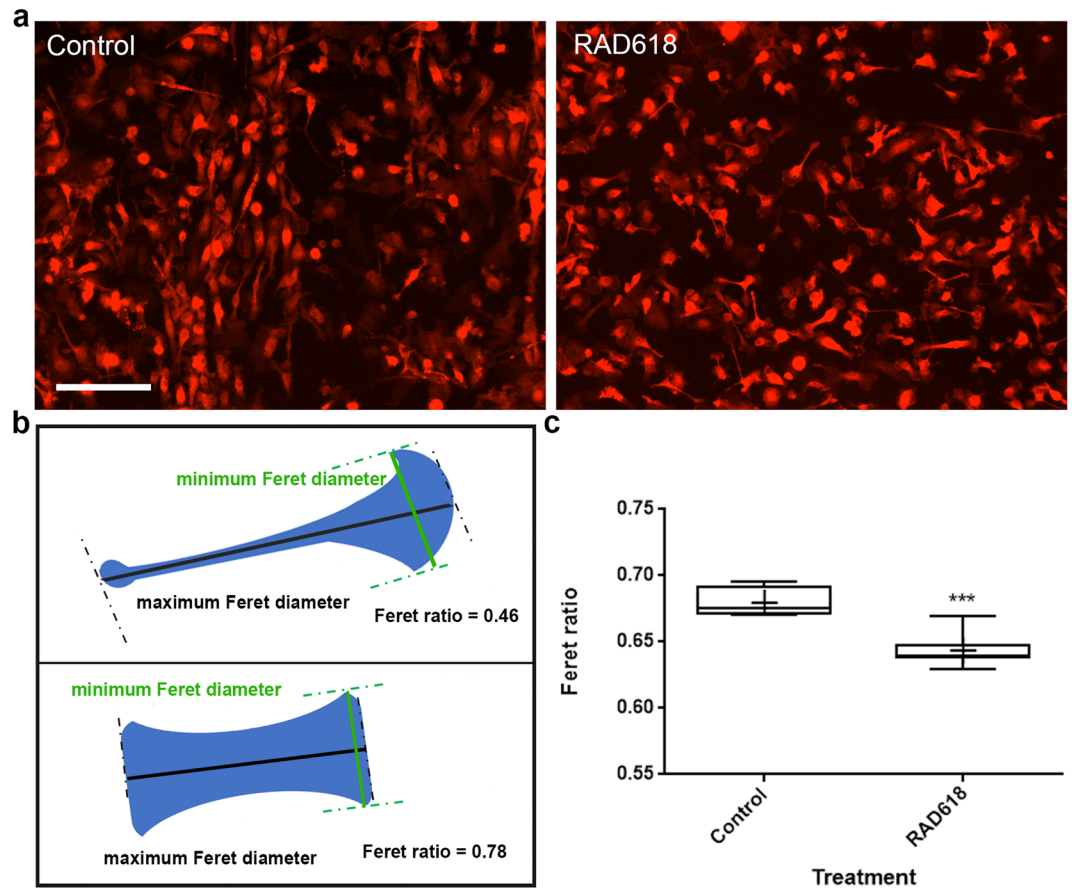 a
Control
RAD618
b
minimum Feret diameter
maximum Feret diameter
Feret ratio = 0.46
minimum Feret diameter
maximum Feret diameter
Feret ratio = 0.78
c
0.75
0.70
0.65
0.60
0.55
Feret ratio
***
Control
RAD618
Treatment